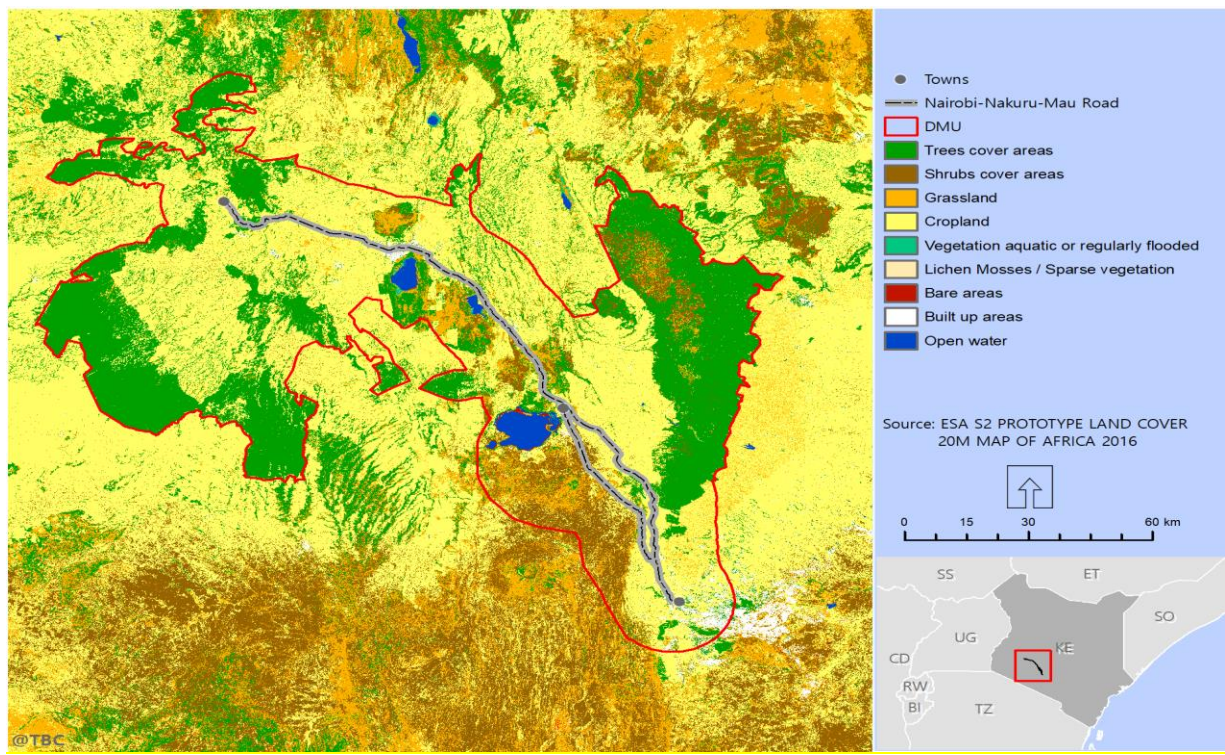 Towns
Nairobi-Nakuru-Mau Road
DMU
Trees cover areas
Shrubs cover areas
Grassland
Cropland
Vegetation aquatic or regularly flooded
Lichen Mosses / Sparse vegetation
Bare areas
Built up areas
Open water
Source: ESA S2 PROTOTYPE LAND COVER
20M MAP OF AFRICA 2016
0 15 30 60 km
SS ET
SO
UG KE
CD
RW
BI TZ
@TBC